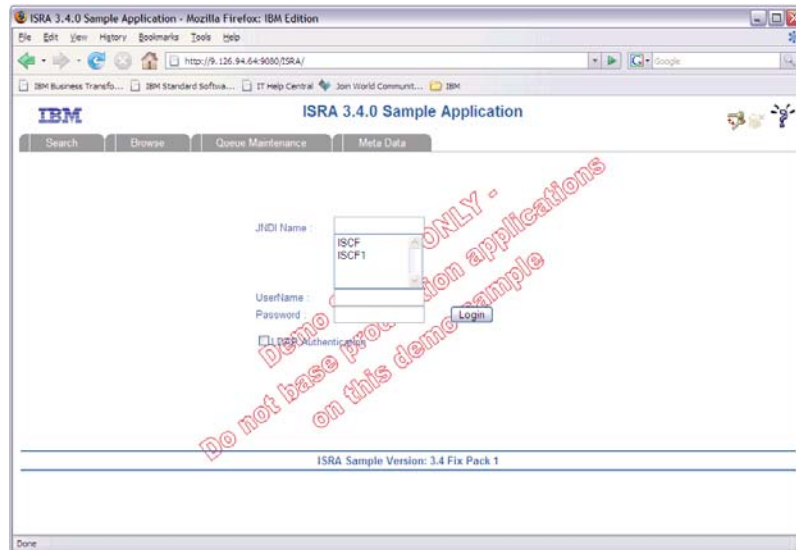 ISRA 3.4.0 Sample Application - Mozilla Firefox: IBM Edition
File Edit View History Bookmarks Tools Help
http://9.126.94.64:9080/ISRA/
Google
IBM Business Transfo... IBM Standard Softwa... IT Help Central Join World Communit... IBM
IBM
ISRA 3.4.0 Sample Application
Search Browse Queue Maintenance Meta Data
JNDI Name :
ISCF
ISCF1
UserName :
Password :
Login
LDAP Authentication
Demo ONLY -
Do not base production applications
on this demo sample
ISRA Sample Version: 3.4 Fix Pack 1
Done